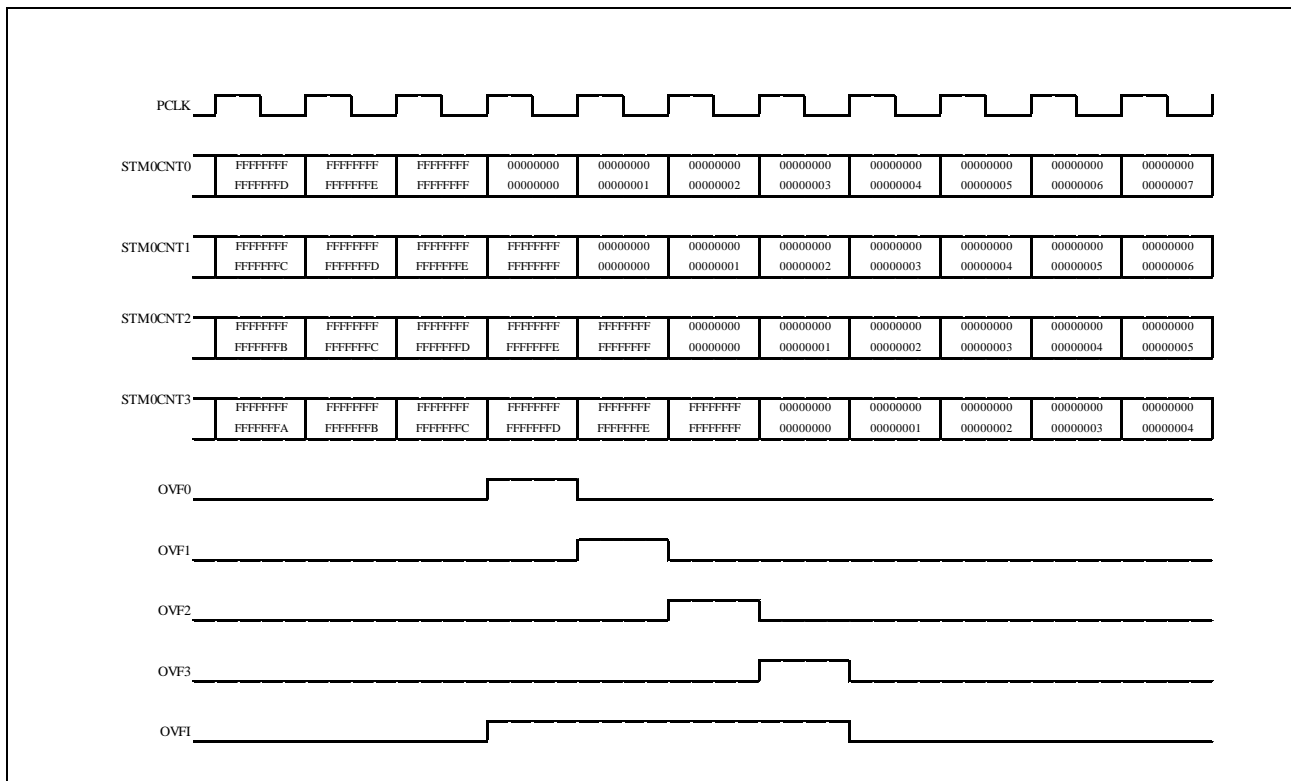 PCLK
STM0CNT0
FFFFFFFF FFFFFFFF FFFFFFFF 00000000 00000000 00000000 00000000 00000000 00000000 00000000 00000000
FFFFFFFD FFFFFFFE FFFFFFFF 00000000 00000001 00000002 00000003 00000004 00000005 00000006 00000007
STM0CNT1
FFFFFFFF FFFFFFFF FFFFFFFF FFFFFFFF 00000000 00000000 00000000 00000000 00000000 00000000 00000000
FFFFFFFC FFFFFFFD FFFFFFFE FFFFFFFF 00000000 00000001 00000002 00000003 00000004 00000005 00000006
STM0CNT2
FFFFFFFF FFFFFFFF FFFFFFFF FFFFFFFF FFFFFFFF 00000000 00000000 00000000 00000000 00000000 00000000
FFFFFFFB FFFFFFFC FFFFFFFD FFFFFFFE FFFFFFFF 00000000 00000001 00000002 00000003 00000004 00000005
STM0CNT3
FFFFFFFF FFFFFFFF FFFFFFFF FFFFFFFF FFFFFFFF FFFFFFFF 00000000 00000000 00000000 00000000 00000000
FFFFFFFA FFFFFFFB FFFFFFFC FFFFFFFD FFFFFFFE FFFFFFFF 00000000 00000001 00000002 00000003 00000004
OVF0
OVF1
OVF2
OVF3
OVFI